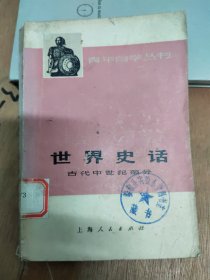 青年自学丛书
世界史话
古代中世纪部分
上海人民出版社